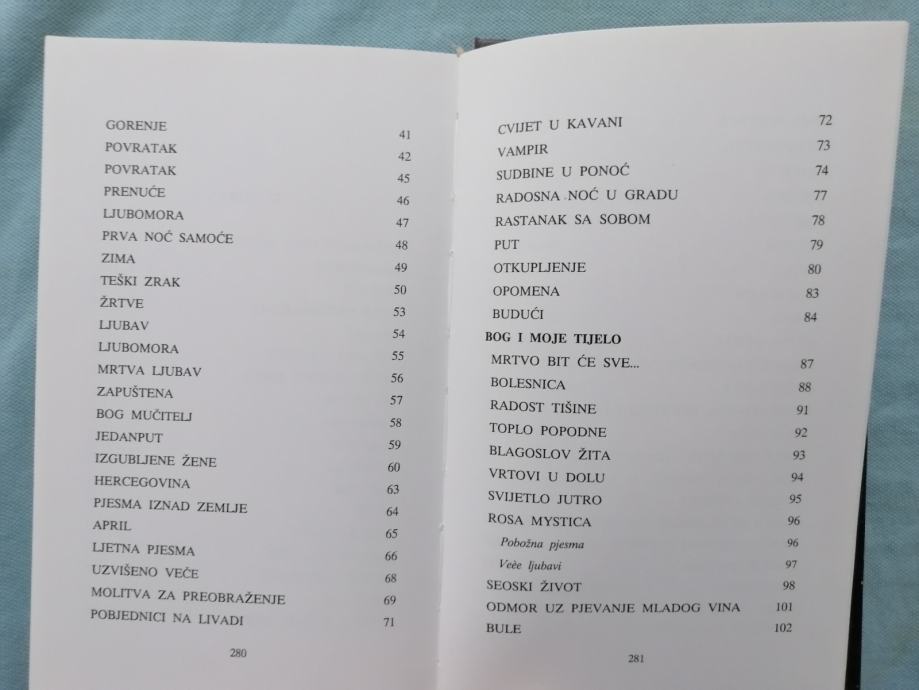 GORENJE 41
POVRATAK 42
POVRATAK 45
PRENUĆE 46
LJUBOMORA 47
PRVA NOĆ SAMOĆE 48
ZIMA 49
TEŠKI ZRAK 50
ŽRTVE 53
LJUBAV 54
LJUBOMORA 55
MRTVA LJUBAV 56
ZAPUŠTENA 57
BOG MUČITELJ 58
JEDANPUT 59
IZGUBLJENE ŽENE 60
HERCEGOVINA 63
PJESMA IZNAD ZEMLJE 64
APRIL 65
LJETNA PJESMA 66
UZVIŠENO VEČE 68
MOLITVA ZA PREOBRAŽENJE 69
POBJEDNICI NA LIVADI 71
280
CVIJET U KAVANI 72
VAMPIR 73
SUDBINE U PONOĆ 74
RADOSNA NOĆ U GRADU 77
RASTANAK SA SOBOM 78
PUT 79
OTKUPLJENJE 80
OPOMENA 83
BUDUĆI 84
BOG I MOJE TIJELO
MRTVO BIT ĆE SVE... 87
BOLESNICA 88
RADOST TIŠINE 91
TOPLO POPODNE 92
BLAGOSLOV ŽITA 93
VRTOVI U DOLU 94
SVIJETLO JUTRO 95
ROSA MYSTICA 96
Pobožna pjesma 96
Veèe ljubavi 97
SEOSKI ŽIVOT 98
ODMOR UZ PJEVANJE MLADOG VINA 101
BULE 102
281